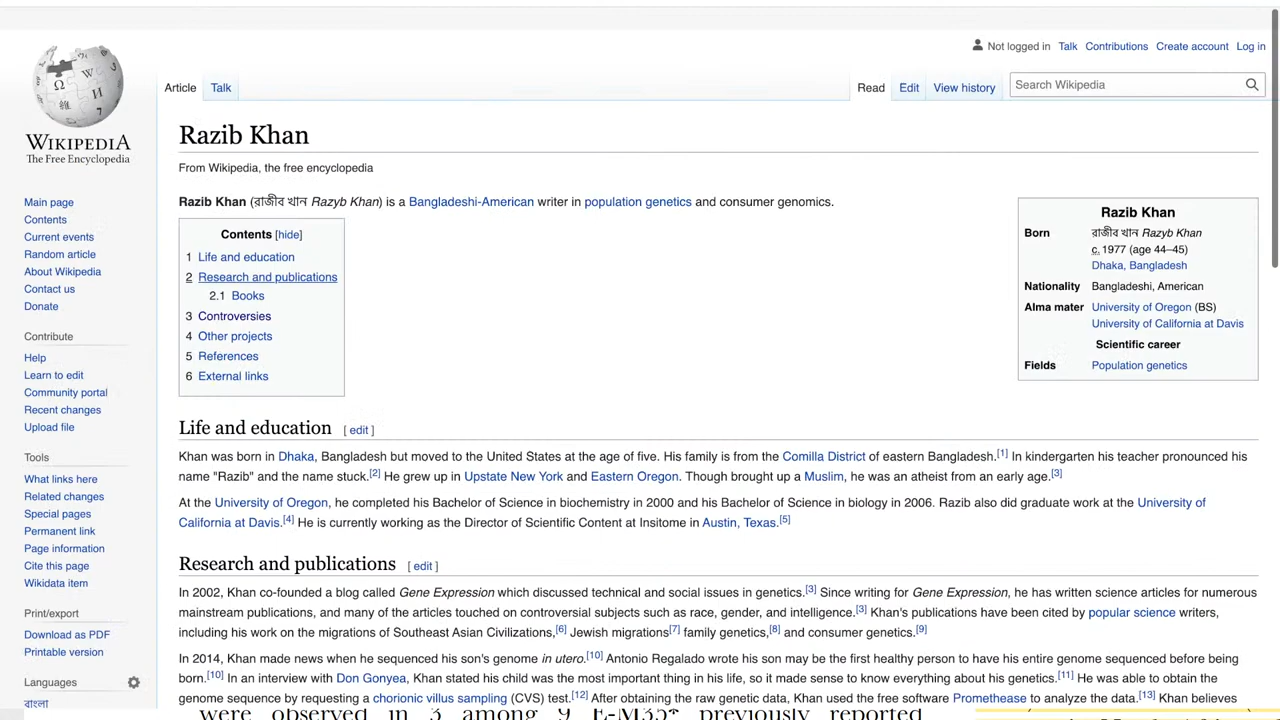 Not logged in Talk Contributions Create account Log in
Article Talk Read Edit View history Search Wikipedia
WIKIPEDIA
The Free Encyclopedia
Main page
Contents
Current events
Random article
About Wikipedia
Contact us
Donate
Contribute
Help
Learn to edit
Community portal
Recent changes
Upload file
Tools
What links here
Related changes
Special pages
Permanent link
Page information
Cite this page
Wikidata item
Print/export
Download as PDF
Printable version
Languages
বাংলা
Razib Khan
From Wikipedia, the free encyclopedia
Razib Khan (রাজীব খান Razyb Khan) is a Bangladeshi-American writer in population genetics and consumer genomics.
Contents [hide]
1 Life and education
2 Research and publications
2.1 Books
3 Controversies
4 Other projects
5 References
6 External links
Razib Khan
Born রাজীব খান Razyb Khan
c. 1977 (age 44–45)
Dhaka, Bangladesh
Nationality Bangladeshi, American
Alma mater University of Oregon (BS)
University of California at Davis
Scientific career
Fields Population genetics
Life and education [ edit ]
Khan was born in Dhaka, Bangladesh but moved to the United States at the age of five. His family is from the Comilla District of eastern Bangladesh.[1] In kindergarten his teacher pronounced his
name "Razib" and the name stuck.[2] He grew up in Upstate New York and Eastern Oregon. Though brought up a Muslim, he was an atheist from an early age.[3]
At the University of Oregon, he completed his Bachelor of Science in biochemistry in 2000 and his Bachelor of Science in biology in 2006. Razib also did graduate work at the University of
California at Davis.[4] He is currently working as the Director of Scientific Content at Insitome in Austin, Texas.[5]
Research and publications [ edit ]
In 2002, Khan co-founded a blog called Gene Expression which discussed technical and social issues in genetics.[3] Since writing for Gene Expression, he has written science articles for numerous
mainstream publications, and many of the articles touched on controversial subjects such as race, gender, and intelligence.[3] Khan's publications have been cited by popular science writers,
including his work on the migrations of Southeast Asian Civilizations,[6] Jewish migrations[7] family genetics,[8] and consumer genetics.[9]
In 2014, Khan made news when he sequenced his son's genome in utero.[10] Antonio Regalado wrote his son may be the first healthy person to have his entire genome sequenced before being
born.[10] In an interview with Don Gonyea, Khan stated his child was the most important thing in his life, so it made sense to know everything about his genetics.[11] He was able to obtain the
genome sequence by requesting a chorionic villus sampling (CVS) test.[12] After obtaining the raw genetic data, Khan used the free software Promethease to analyze the data.[13] Khan believes
were observed in 3 among 9 E-M35* previously reported